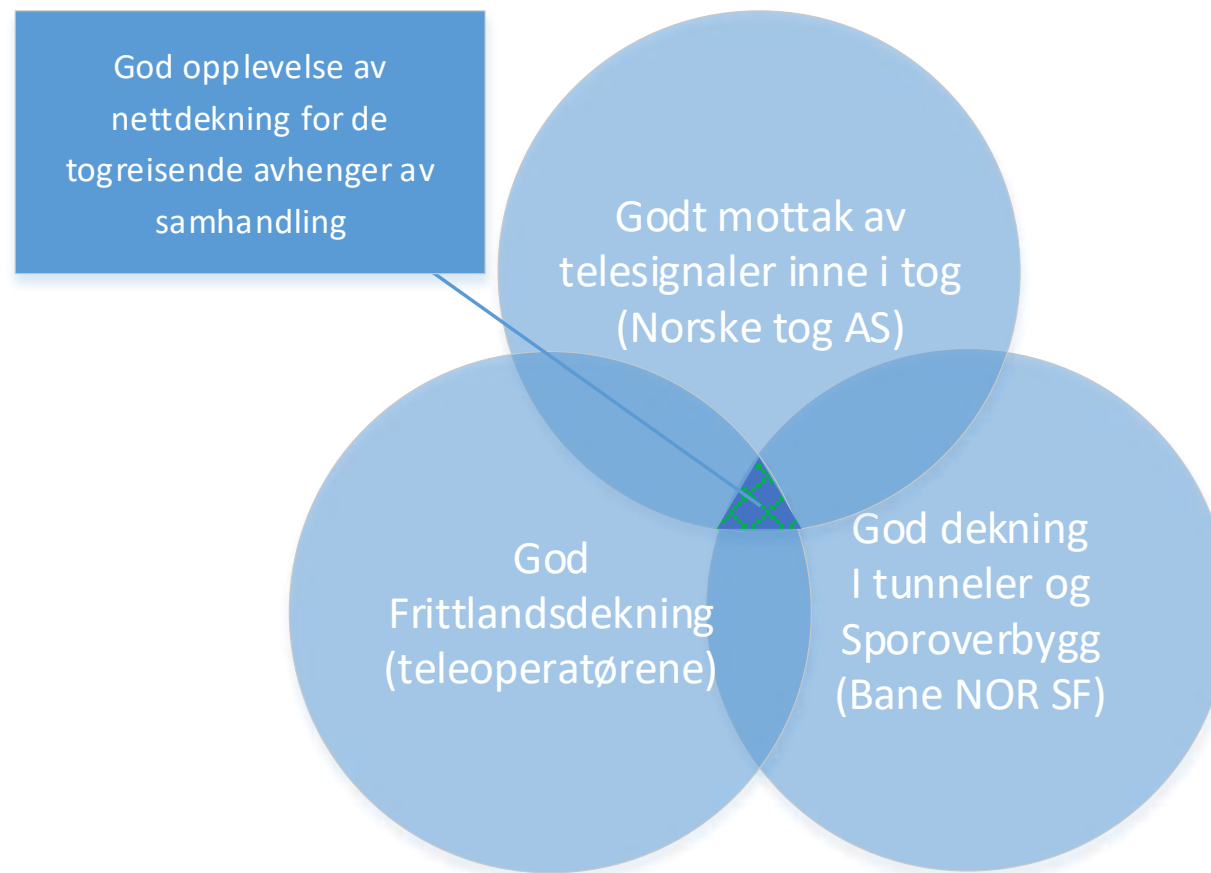 God opplevelse av
nettdekning for de
togreisende avhenger av
samhandling
Godt mottak av
telesignaler inne i tog
(Norske tog AS)
God
Frittlandsdekning
(teleoperatørene)
God dekning
I tunneler og
Sporoverbygg
(Bane NOR SF)